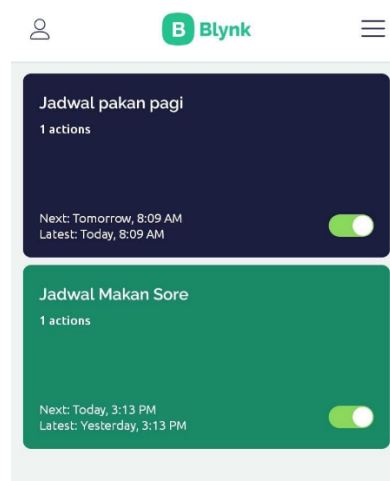 B Blynk
Jadwal pakan pagi
1 actions
Next: Tomorrow, 8:09 AM
Latest: Today, 8:09 AM
Jadwal Makan Sore
1 actions
Next: Today, 3:13 PM
Latest: Yesterday, 3:13 PM